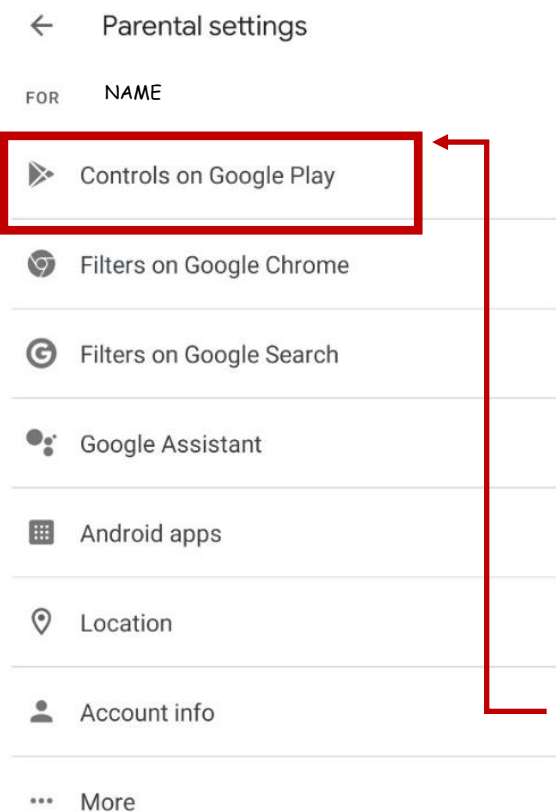 Parental settings
FOR NAME
Controls on Google Play
Filters on Google Chrome
Filters on Google Search
Google Assistant
Android apps
Location
Account info
More